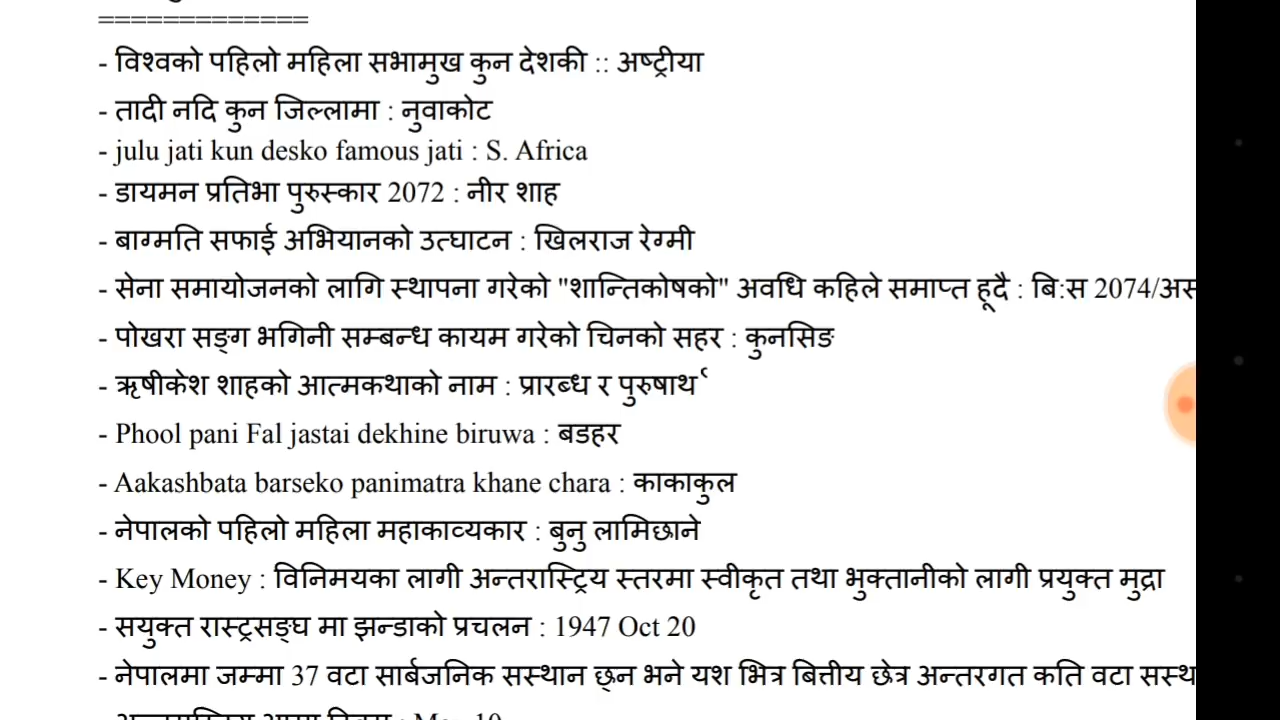 =============
- विश्वको पहिलो महिला सभामुख कुन देशकी :: अष्ट्रीया
- तादी नदि कुन जिल्लामा : नुवाकोट
- julu jati kun desko famous jati : S. Africa
- डायमन प्रतिभा पुरुस्कार 2072 : नीर शाह
- बाग्मति सफाई अभियानको उत्घाटन : खिलराज रेग्मी
- सेना समायोजनको लागि स्थापना गरेको "शान्तिकोषको" अवधि कहिले समाप्त हूदै : बि:स 2074/अस
- पोखरा सङ्ग भगिनी सम्बन्ध कायम गरेको चिनको सहर : कुनसिङ
- ऋषीकेश शाहको आत्मकथाको नाम : प्रारब्ध र पुरुषाथर्
- Phool pani Fal jastai dekhine biruwa : बडहर
- Aakashbata barseko panimatra khane chara : काकाकुल
- नेपालको पहिलो महिला महाकाव्यकार : बुनु लामिछाने
- Key Money : विनिमयका लागी अन्तरास्ट्रिय स्तरमा स्वीकृत तथा भुक्तानीको लागी प्रयुक्त मुद्रा
- सयुक्त रास्ट्रसङ्घ मा झन्डाको प्रचलन : 1947 Oct 20
- नेपालमा जम्मा 37 वटा सार्बजनिक सस्थान छ्न भने यश भित्र बित्तीय छेत्र अन्तरगत कति वटा सस्थ